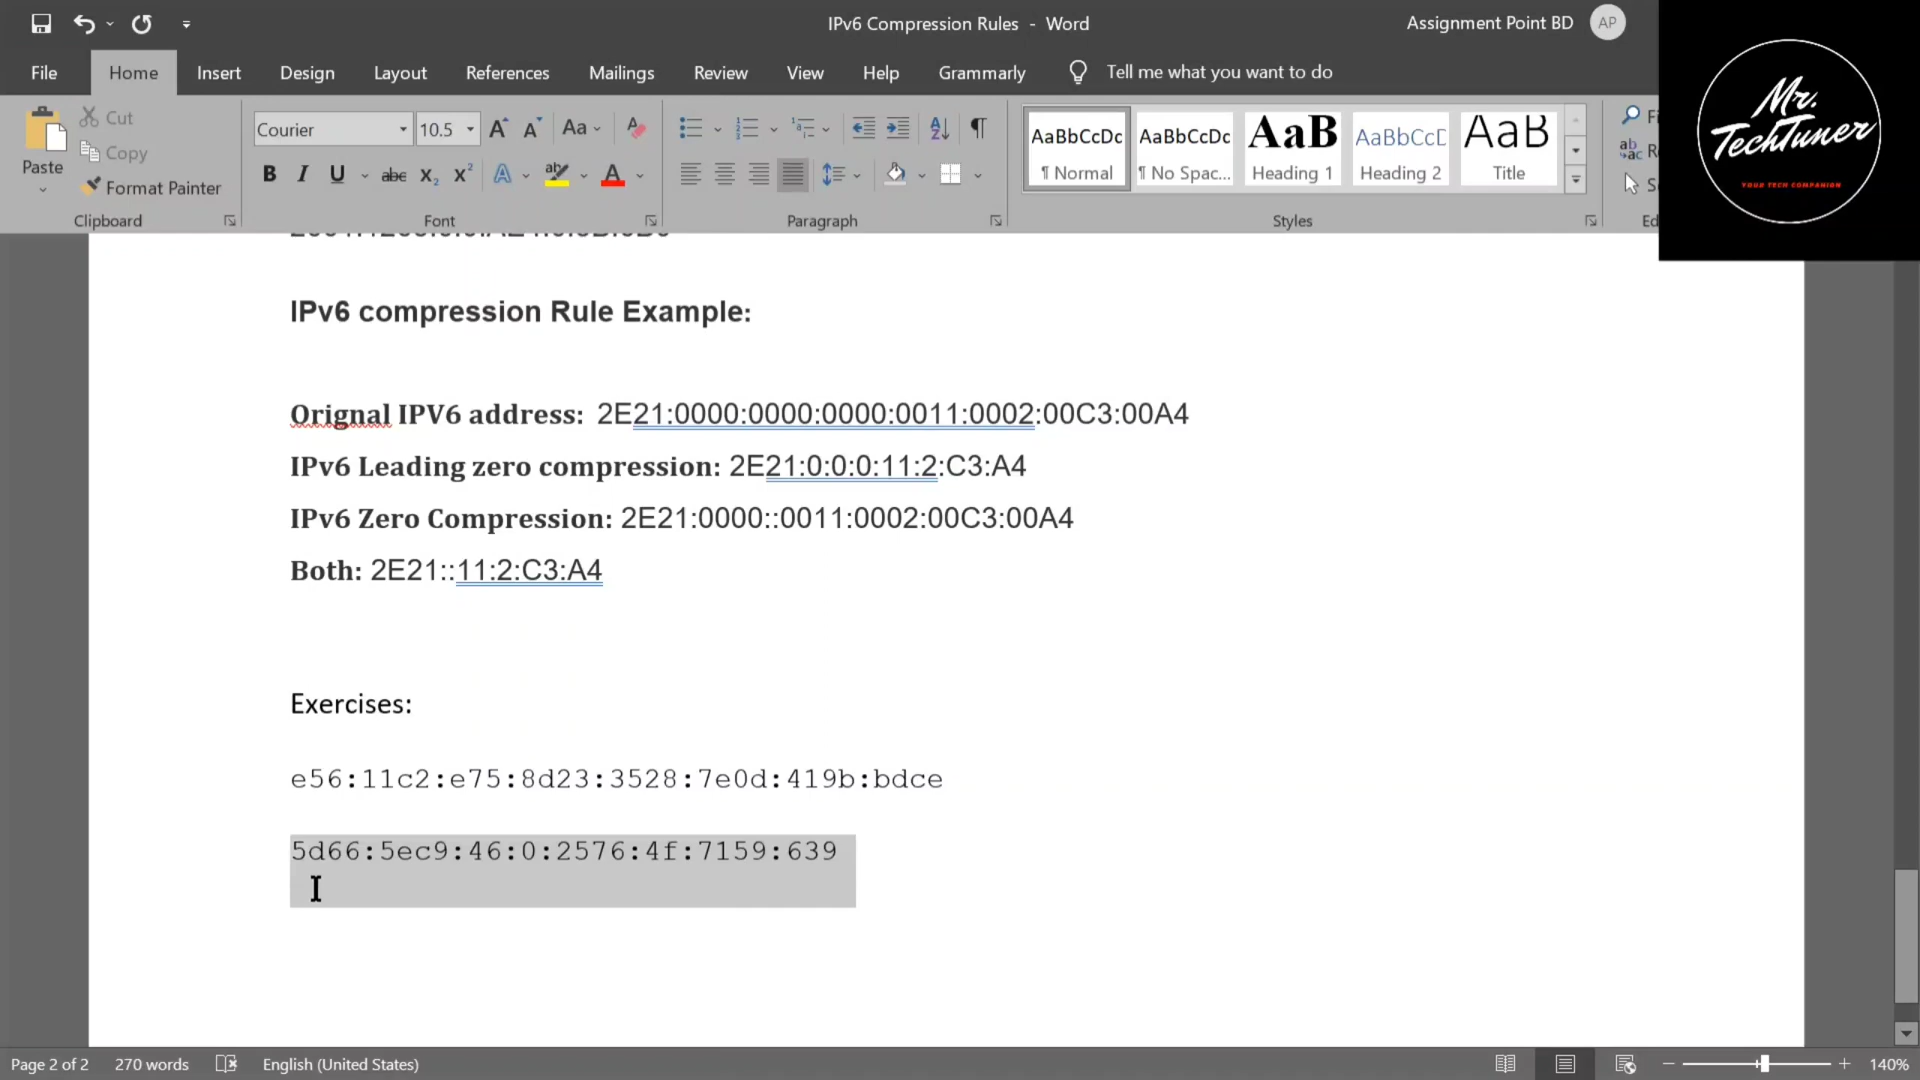 IPv6 Compression Rules - Word
Assignment Point BD AP
File Home Insert Design Layout References Mailings Review View Help Grammarly Tell me what you want to do
Mr.
TechTuner
YOUR TECH COMPANION
Paste
Cut
Copy
Format Painter
Clipboard
Courier 10.5
Font
Paragraph
AaBbCcDc AaBbCcDc AaB AaBbCcD AaB
¶ Normal ¶ No Spac... Heading 1 Heading 2 Title
Styles
IPv6 compression Rule Example:
Orignal IPV6 address: 2E21:0000:0000:0000:0011:0002:00C3:00A4
IPv6 Leading zero compression: 2E21:0:0:0:11:2:C3:A4
IPv6 Zero Compression: 2E21:0000::0011:0002:00C3:00A4
Both: 2E21::11:2:C3:A4
Exercises:
e56:11c2:e75:8d23:3528:7e0d:419b:bdce
5d66:5ec9:46:0:2576:4f:7159:639
Page 2 of 2 270 words English (United States) 140%